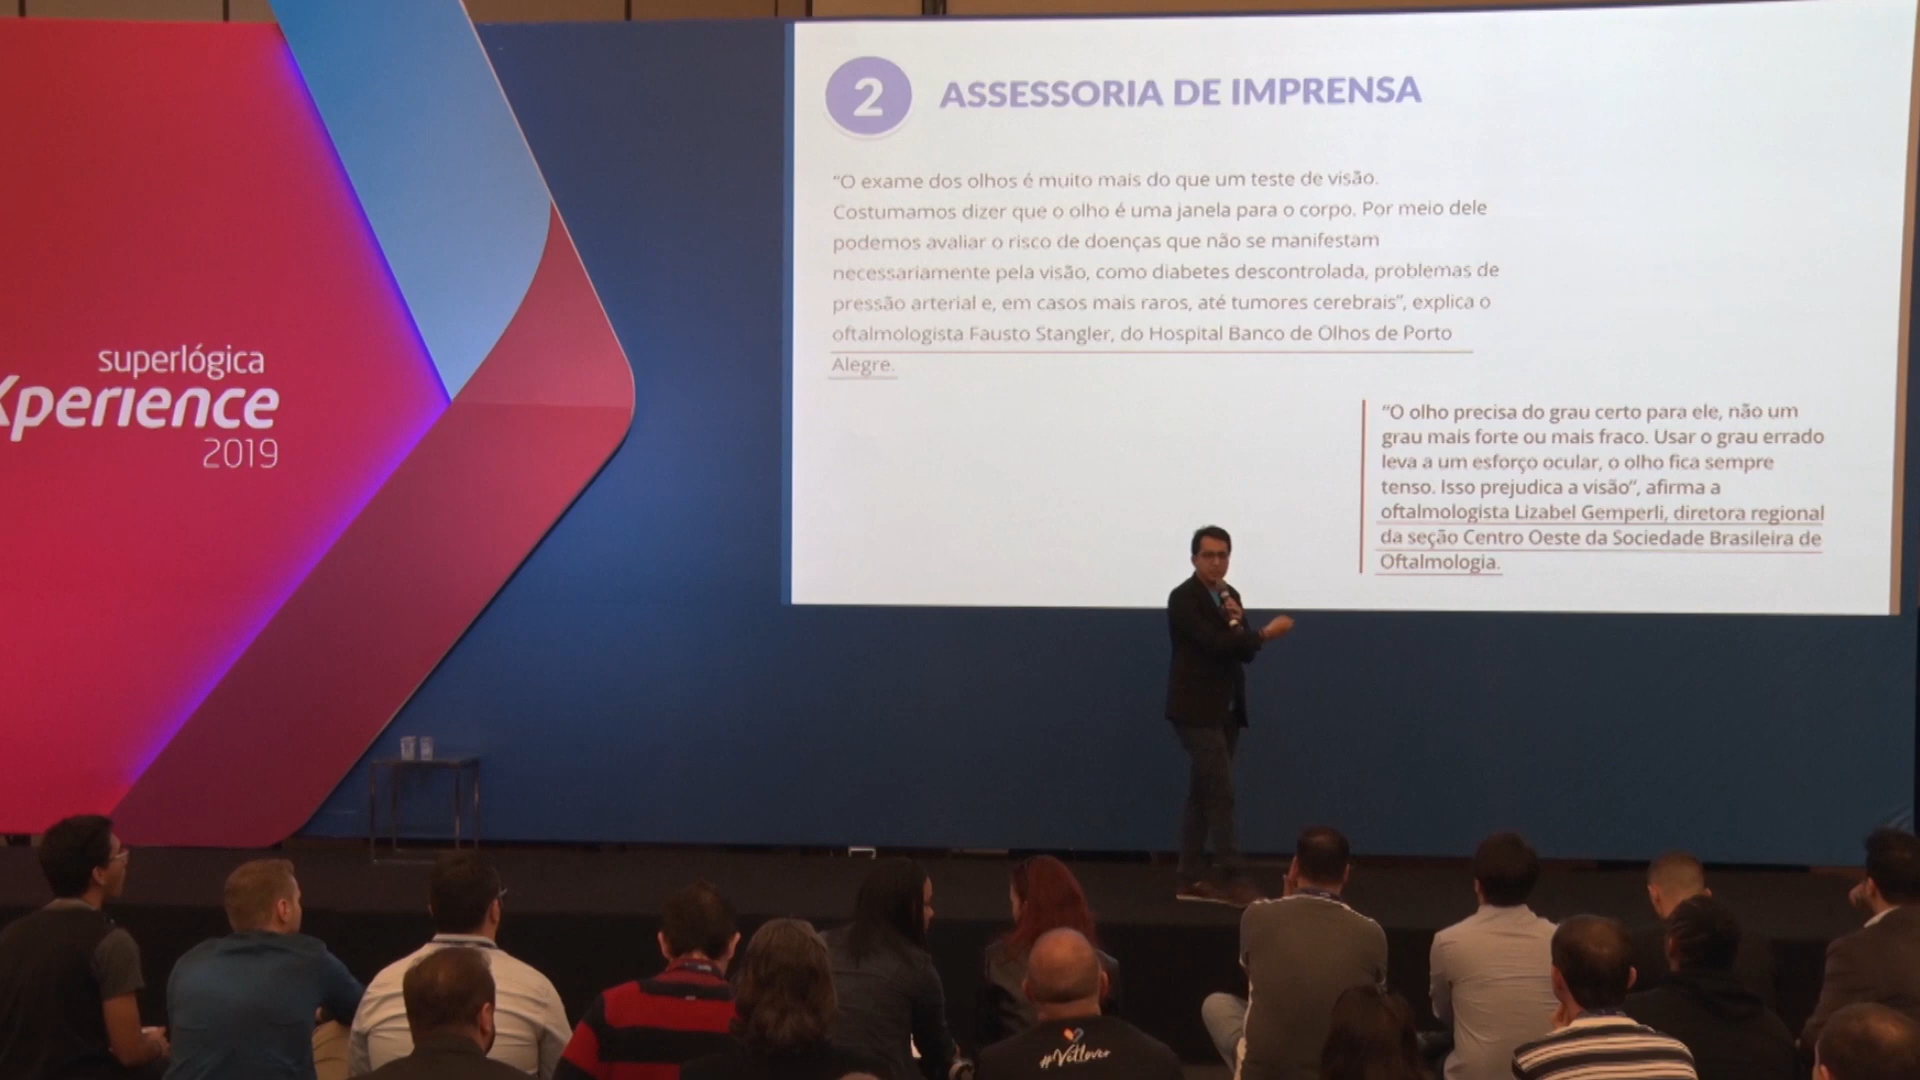 superlógica
Xperience
2019
2
ASSESSORIA DE IMPRENSA
“O exame dos olhos é muito mais do que um teste de visão.
Costumamos dizer que o olho é uma janela para o corpo. Por meio dele
podemos avaliar o risco de doenças que não se manifestam
necessariamente pela visão, como diabetes descontrolada, problemas de
pressão arterial e, em casos mais raros, até tumores cerebrais”, explica o
oftalmologista Fausto Stangler, do Hospital Banco de Olhos de Porto
Alegre.
“O olho precisa do grau certo para ele, não um
grau mais forte ou mais fraco. Usar o grau errado
leva a um esforço ocular, o olho fica sempre
tenso. Isso prejudica a visão”, afirma a
oftalmologista Lizabel Gemperli, diretora regional
da seção Centro Oeste da Sociedade Brasileira de
Oftalmologia.
#VetLover